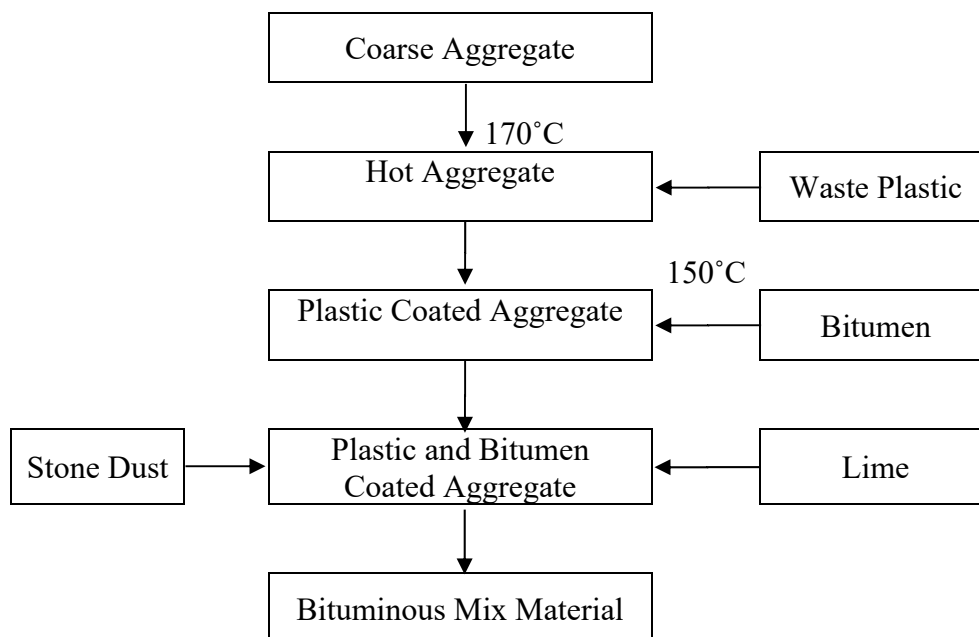 Coarse Aggregate
170˚C
Hot Aggregate
Waste Plastic
150˚C
Plastic Coated Aggregate
Bitumen
Stone Dust
Plastic and Bitumen
Coated Aggregate
Lime
Bituminous Mix Material